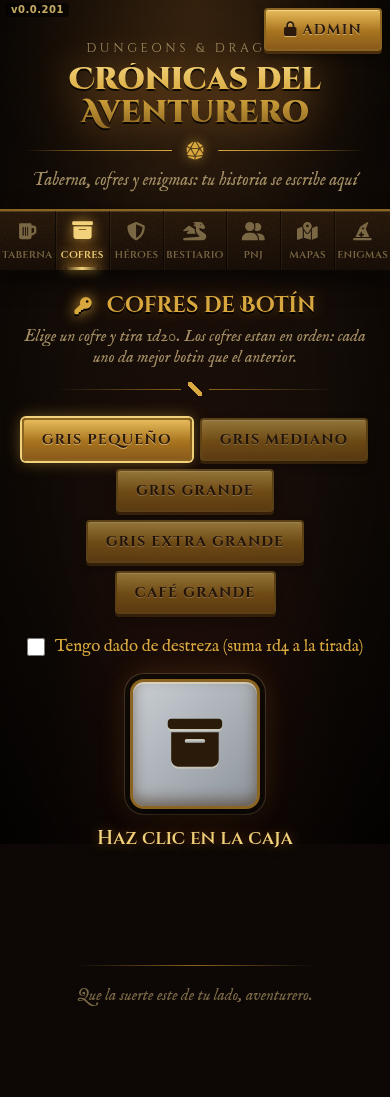 v0.0.201
ADMIN
DUNGEONS & DRAG
CRÓNICAS DEL
AVENTURERO
Taberna, cofres y enigmas: tu historia se escribe aquí
TABERNA COFRES HÉROES BESTIARIO PNJ MAPAS ENIGMAS
COFRES DE BOTÍN
Elige un cofre y tira 1d20. Los cofres estan en orden: cada
uno da mejor botin que el anterior.
GRIS PEQUEÑO GRIS MEDIANO
GRIS GRANDE
GRIS EXTRA GRANDE
CAFÉ GRANDE
Tengo dado de destreza (suma 1d4 a la tirada)
HAZ CLIC EN LA CAJA
Que la suerte este de tu lado, aventurero.